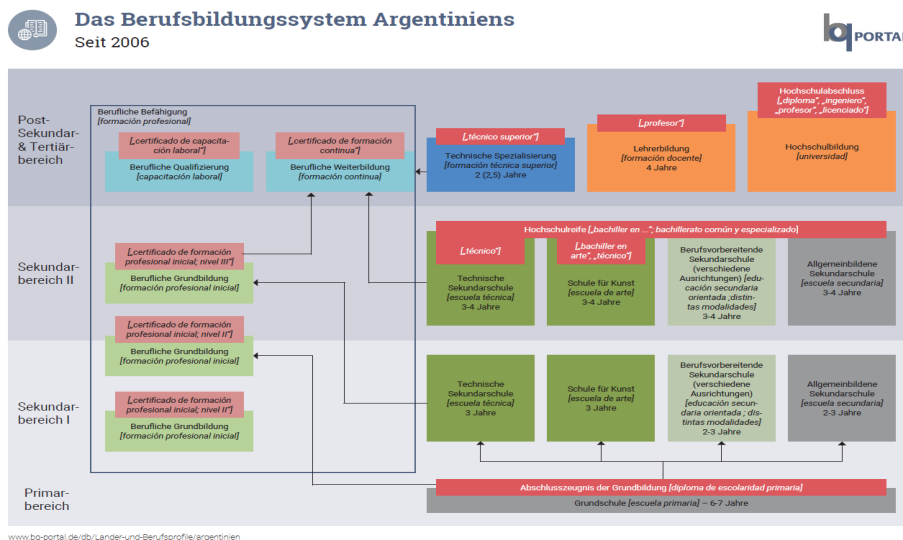 Das Berufsbildungssystem Argentiniens
Seit 2006
bq PORTAL
Post-
Sekundar-
& Tertiär-
bereich
Berufliche Befähigung
[formación profesional]
[„certificado de capacita-
ción laboral"]
Berufliche Qualifizierung
[capacitación laboral]
[„certificado de formación
continua"]
Berufliche Weiterbildung
[formación continua]
[„técnico superior"]
Technische Spezialisierung
[formación técnica superior]
2 (2,5) Jahre
[„profesor"]
Lehrerbildung
[formación docente]
4 Jahre
Hochschulabschluss
[„diploma", „ingeniero",
„profesor", „licenciado"]
Hochschulbildung
[universidad]
Sekundar-
bereich II
[„certificado de formación
profesional inicial; nivel III"]
Berufliche Grundbildung
[formación profesional inicial]
[„certificado de formación
profesional inicial; nivel II"]
Berufliche Grundbildung
[formación profesional inicial]
Hochschulreife [„bachiller en ..."; bachillerato común y especializado]
[„técnico"]
Technische
Sekundarschule
[escuela técnica]
3-4 Jahre
[„bachiller en
arte", „técnico"]
Schule für Kunst
[escuela de arte]
3-4 Jahre
Berufsvorbereitende
Sekundarschule
(verschiedene
Ausrichtungen) [edu-
cación secundaria
orientada ;distin-
tas modalidades]
3-4 Jahre
Allgemeinbildene
Sekundarschule
[escuela secundaria]
3-4 Jahre
Sekundar-
bereich I
[„certificado de formación
profesional inicial; nivel II"]
Berufliche Grundbildung
[formación profesional inicial]
Technische
Sekundarschule
[escuela técnica]
3 Jahre
Schule für Kunst
[escuela de arte]
3 Jahre
Berufsvorbereitende
Sekundarschule
(verschiedene
Ausrichtungen)
[educación secun-
daria orientada ; dis-
tintas modalidades]
2-3 Jahre
Allgemeinbildene
Sekundarschule
[escuela secundaria]
2-3 Jahre
Primar-
bereich
Abschlusszeugnis der Grundbildung [diploma de escolaridad primaria]
Grundschule [escuela primaria] – 6-7 Jahre
www.bq-portal.de/db/Länder-und-Berufsprofile/argentinien